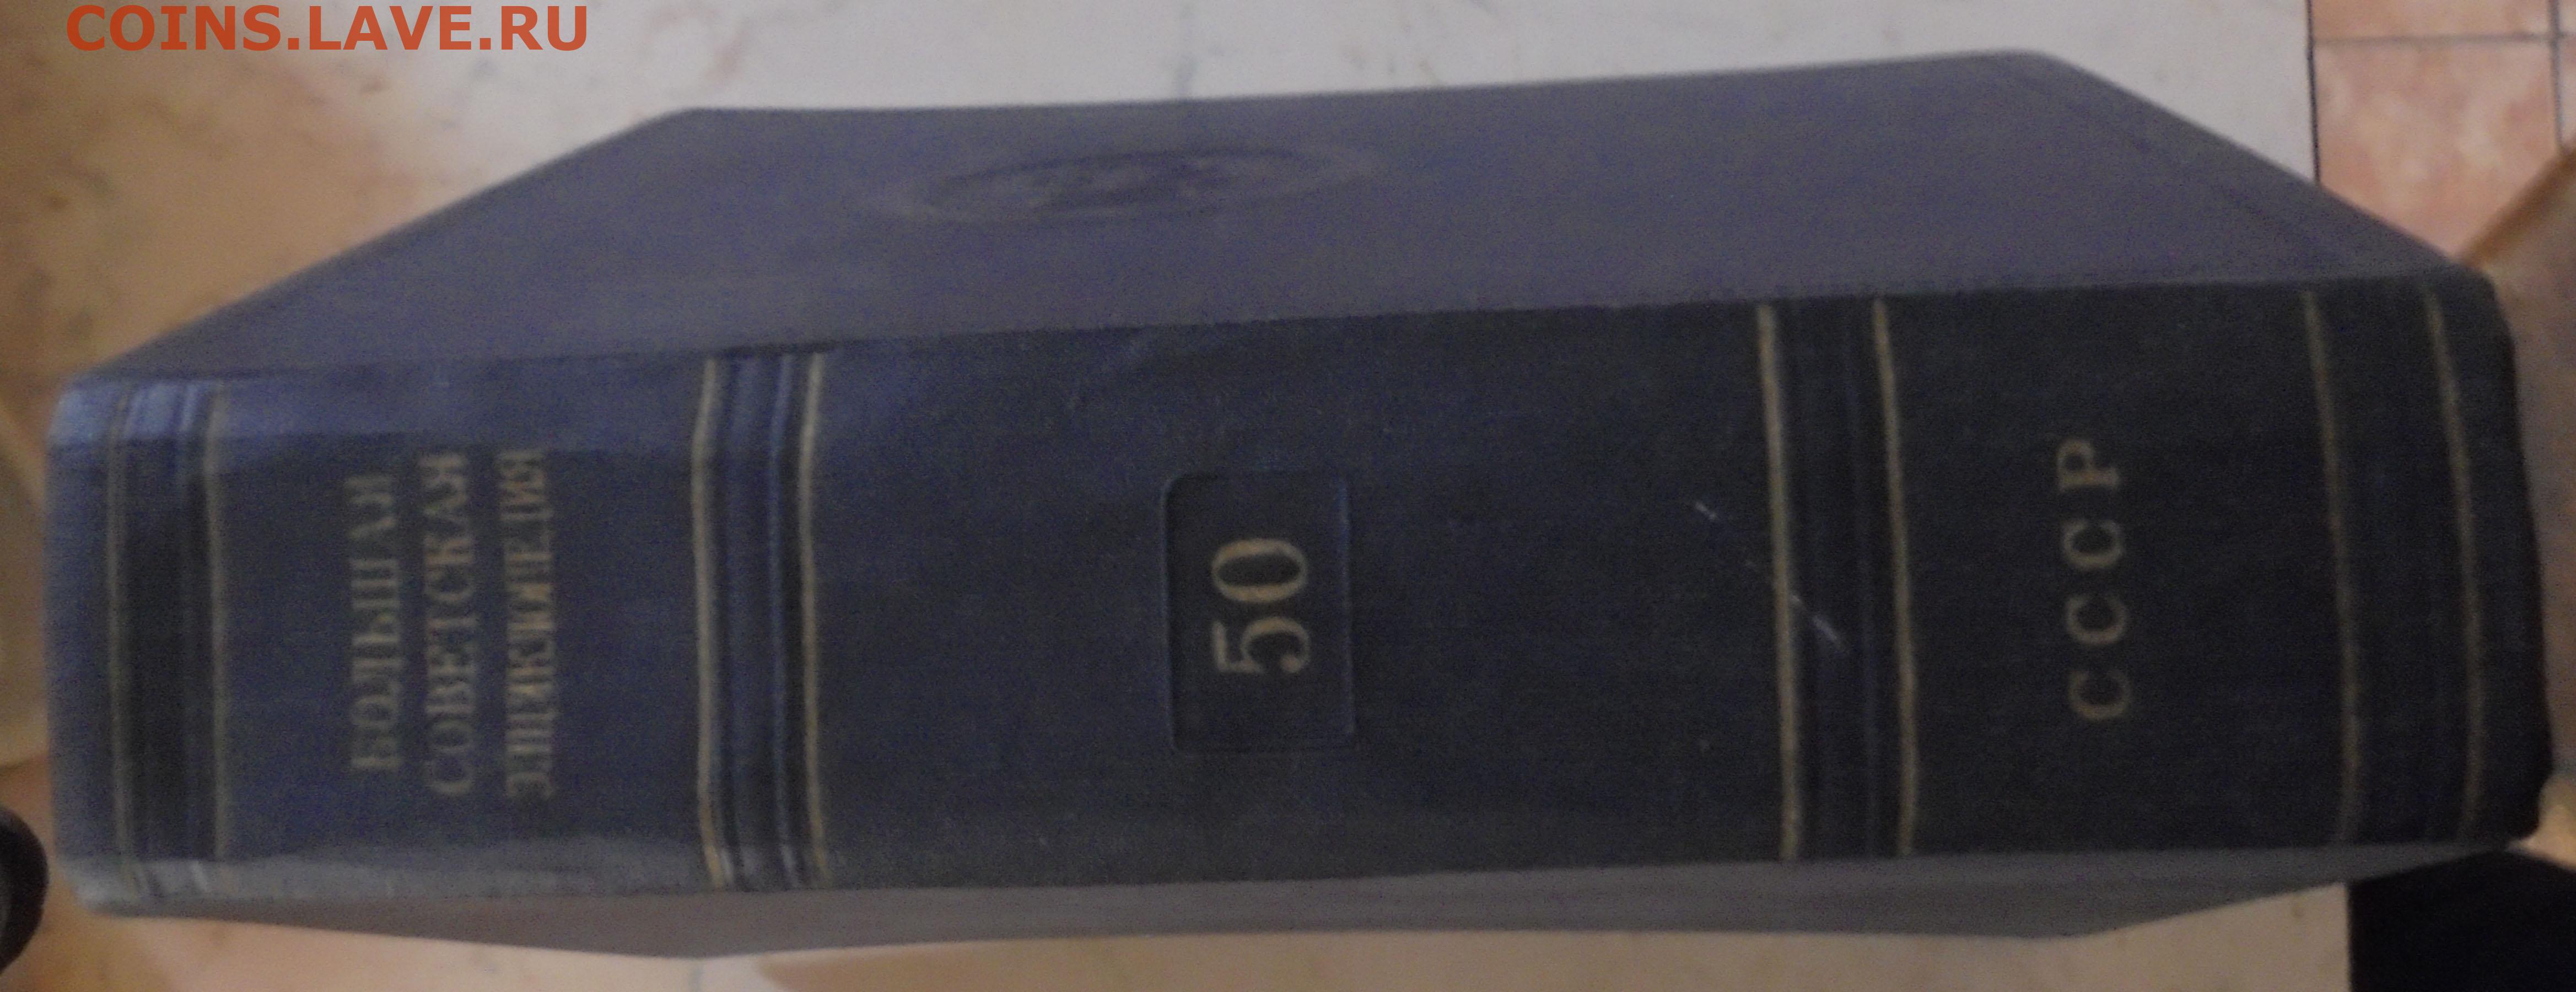 COINS.LAVE.RU
БОЛЬШАЯ
СОВЕТСКАЯ
ЭНЦИКЛОПЕДИЯ
50
СССР